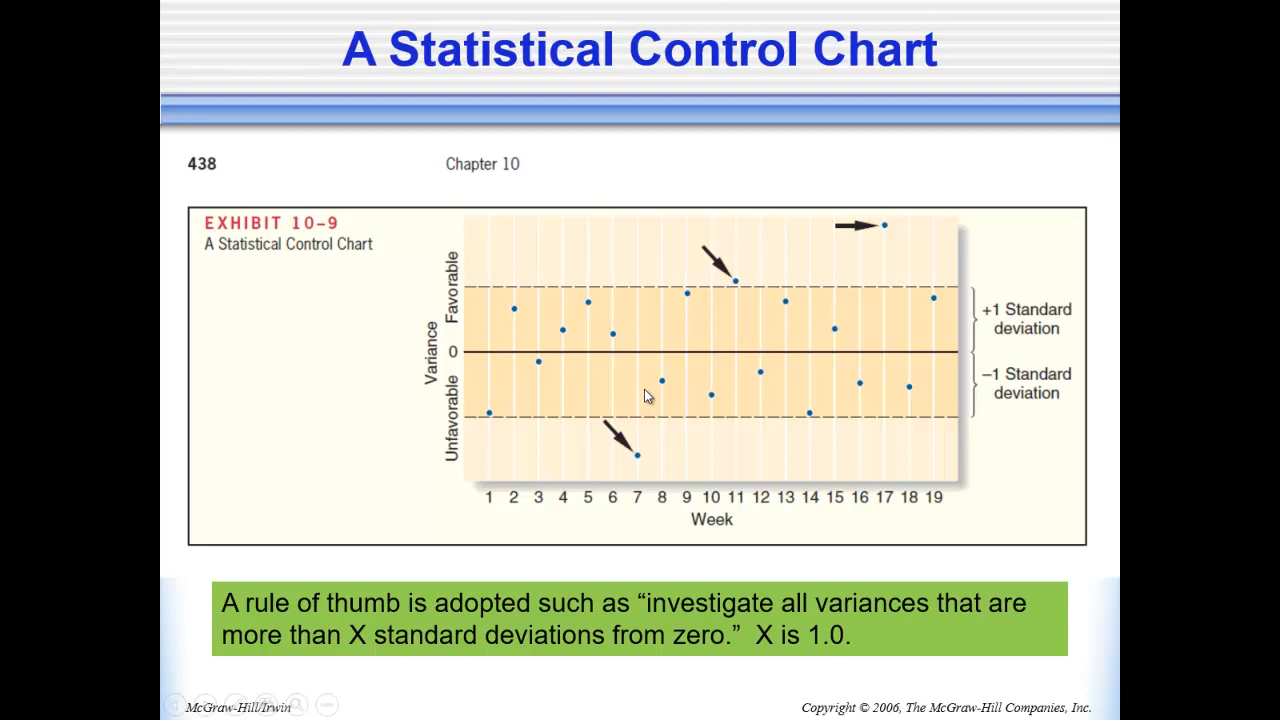 A Statistical Control Chart
438
Chapter 10
EXHIBIT 10–9
A Statistical Control Chart
Favorable
Variance
0
Unfavorable
+1 Standard
deviation
–1 Standard
deviation
1 2 3 4 5 6 7 8 9 10 11 12 13 14 15 16 17 18 19
Week
A rule of thumb is adopted such as “investigate all variances that are
more than X standard deviations from zero.”  X is 1.0.
McGraw-Hill/Irwin
Copyright © 2006, The McGraw-Hill Companies, Inc.